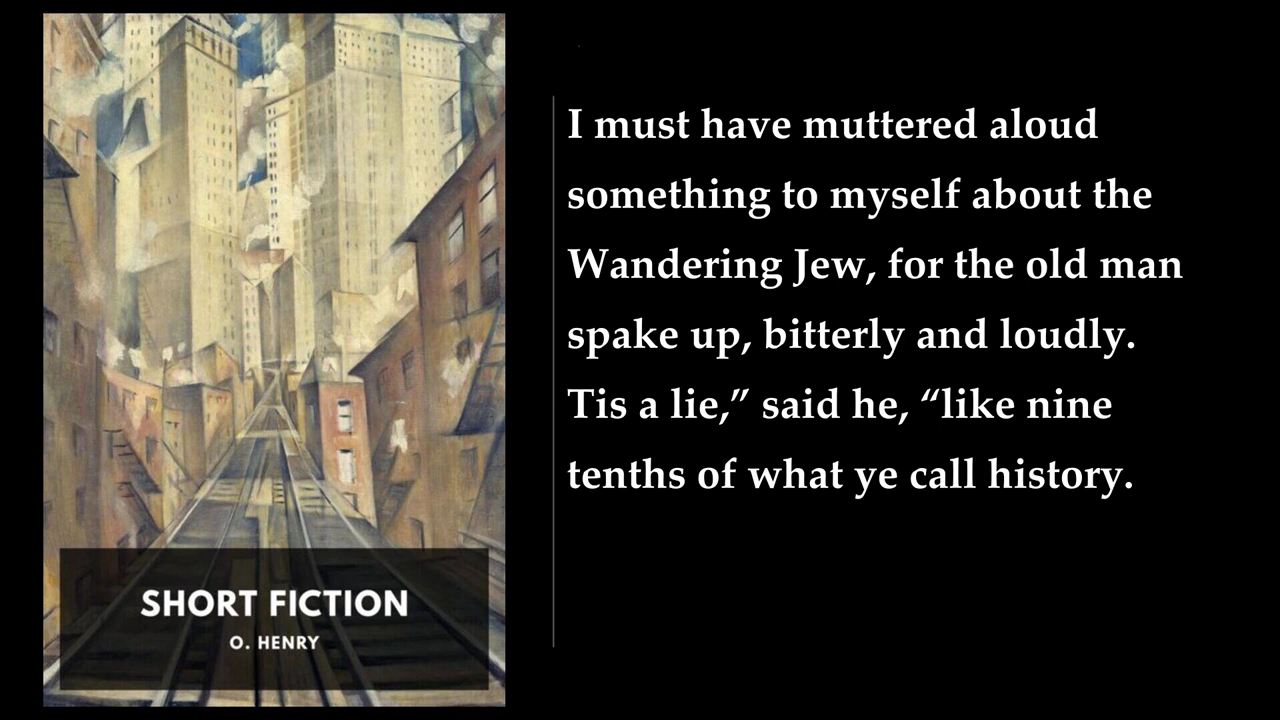 SHORT FICTION
O. HENRY
I must have muttered aloud
something to myself about the
Wandering Jew, for the old man
spake up, bitterly and loudly.
Tis a lie,” said he, “like nine
tenths of what ye call history.